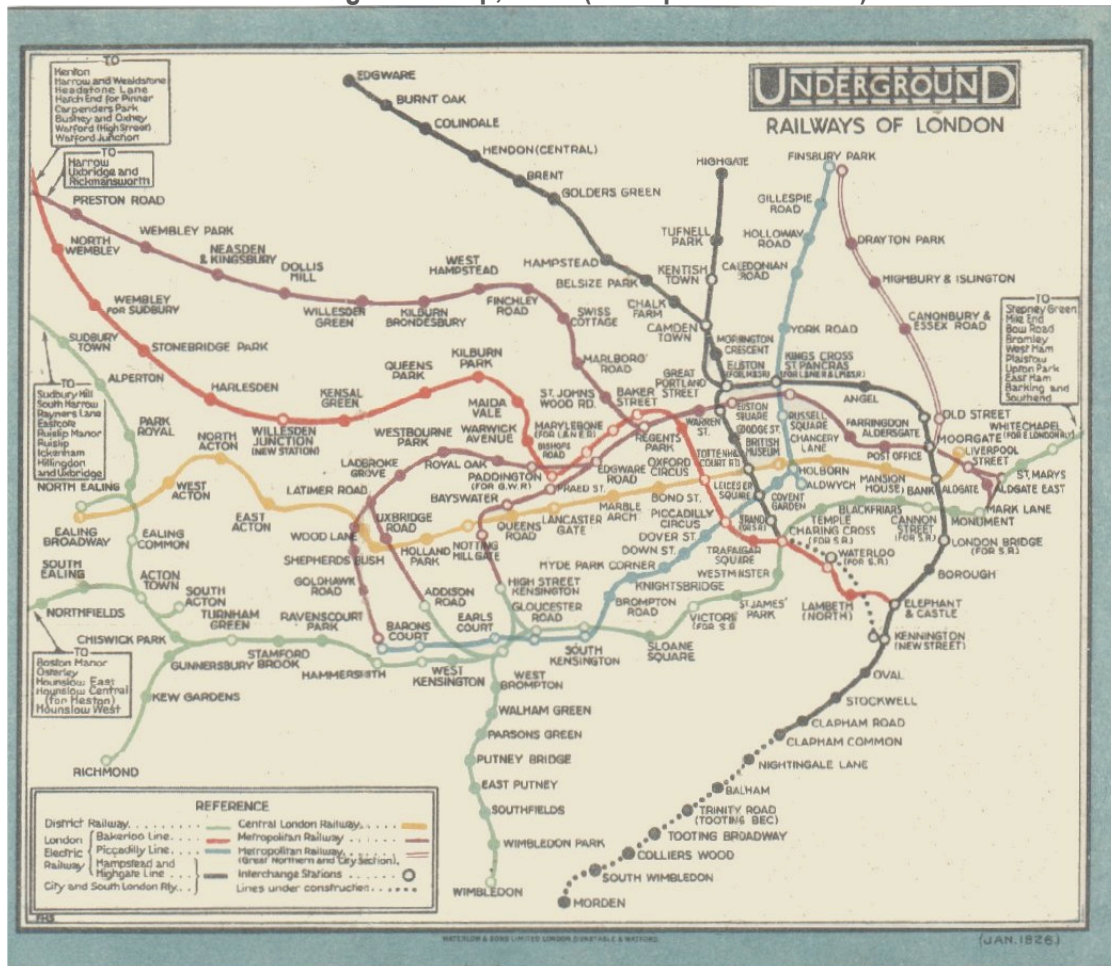 UNDERGROUND
RAILWAYS OF LONDON
TO
Kenton
Harrow and Wealdstone
Headstone Lane
Hatch End for Pinner
Carpenders Park
Bushey and Oxhey
Watford (High Street)
Watford Junction
TO
Harrow
Uxbridge and
Rickmansworth
EDGWARE
BURNT OAK
COLINDALE
HENDON (CENTRAL)
BRENT
GOLDERS GREEN
HAMPSTEAD
BELSIZE PARK
CHALK
FARM
CAMDEN
TOWN
HIGHGATE
TUFNELL
PARK
KENTISH
TOWN
FINSBURY PARK
GILLESPIE
ROAD
HOLLOWAY
ROAD
CALEDONIAN
ROAD
YORK ROAD
DRAYTON PARK
HIGHBURY & ISLINGTON
CANONBURY &
ESSEX ROAD
OLD STREET
MOORGATE
LIVERPOOL
STREET
TO
Stepney Green
Mile End
Bow Road
Bromley
West Ham
Plaistow
Upton Park
East Ham
Barking and
Southend
WHITECHAPEL
(FOR E. LONDON RY.)
ST. MARYS
ALDGATE EAST
ALDGATE
MARK LANE
PRESTON ROAD
WEMBLEY PARK
NEASDEN
& KINGSBURY
DOLLIS
HILL
WILLESDEN
GREEN
KILBURN
BRONDESBURY
WEST
HAMPSTEAD
FINCHLEY
ROAD
SWISS
COTTAGE
MARLBORO'
ROAD
ST. JOHNS
WOOD RD.
NORTH
WEMBLEY
WEMBLEY
FOR SUDBURY
STONEBRIDGE PARK
HARLESDEN
WILLESDEN
JUNCTION
(NEW STATION)
KENSAL
GREEN
QUEENS
PARK
KILBURN
PARK
MAIDA
VALE
WARWICK
AVENUE
PADDINGTON
(FOR G.W.R)
BISHOPS
ROAD
PRAED ST.
EDGWARE
ROAD
MARYLEBONE
(FOR L.&N.E.R)
BAKER
STREET
REGENTS
PARK
GREAT
PORTLAND
STREET
MORNINGTON
CRESCENT
EUSTON
EUSTON
SQUARE
KINGS CROSS
ST. PANCRAS
ANGEL
WARREN
ST.
GOODGE ST.
RUSSELL
SQUARE
BRITISH
MUSEUM
TOTTENHAM
COURT RD
CHANCERY
LANE
HOLBORN
ALDWYCH
FARRINGDON
ALDERSGATE
POST OFFICE
BANK
OXFORD
CIRCUS
BOND ST.
MARBLE
ARCH
LANCASTER
GATE
QUEENS
ROAD
NOTTING
HILL GATE
HOLLAND
PARK
SHEPHERDS BUSH
WOOD LANE
EAST
ACTON
WEST
ACTON
NORTH
ACTON
EALING
BROADWAY
NORTH EALING
SUDBURY
TOWN
ALPERTON
PARK
ROYAL
TO
Sudbury Hill
South Harrow
Rayners Lane
Eastcote
Ruislip Manor
Ruislip
Ickenham
Hillingdon
and Uxbridge
WESTBOURNE
PARK
ROYAL OAK
LADBROKE
GROVE
LATIMER ROAD
UXBRIDGE
ROAD
BAYSWATER
GOLDHAWK
ROAD
ADDISON
ROAD
HIGH STREET
KENSINGTON
EALING
COMMON
ACTON
TOWN
SOUTH
ACTON
SOUTH
EALING
NORTHFIELDS
CHISWICK PARK
TO
Boston Manor
Osterley
Hounslow East
Hounslow Central
(for Heston)
Hounslow West
GUNNERSBURY
KEW GARDENS
RICHMOND
TURNHAM
GREEN
STAMFORD
BROOK
RAVENSCOURT
PARK
HAMMERSMITH
BARONS
COURT
WEST
KENSINGTON
EARLS
COURT
GLOUCESTER
ROAD
SOUTH
KENSINGTON
SLOANE
SQUARE
VICTORIA
(FOR S.R
ST. JAMES'
PARK
WESTMINSTER
CHARING CROSS
(FOR S.R.)
TEMPLE
BLACKFRIARS
MANSION
HOUSE
CANNON
STREET
(FOR S.R.)
MONUMENT
LEICESTER
SQUARE
COVENT
GARDEN
STRAND
(FOR S.R.)
PICCADILLY
CIRCUS
DOVER ST.
DOWN ST.
HYDE PARK CORNER
KNIGHTSBRIDGE
BROMPTON
ROAD
TRAFALGAR
SQUARE
WATERLOO
(FOR S.R.)
LAMBETH
(NORTH)
LONDON BRIDGE
(FOR S.R.)
BOROUGH
ELEPHANT
& CASTLE
KENNINGTON
(NEW STREET)
OVAL
STOCKWELL
CLAPHAM ROAD
CLAPHAM COMMON
NIGHTINGALE LANE
BALHAM
TRINITY ROAD
(TOOTING BEC)
TOOTING BROADWAY
COLLIERS WOOD
SOUTH WIMBLEDON
MORDEN
WEST
BROMPTON
WALHAM GREEN
PARSONS GREEN
PUTNEY BRIDGE
EAST PUTNEY
SOUTHFIELDS
WIMBLEDON PARK
WIMBLEDON
REFERENCE
District Railway
London
Electric
Railway
Bakerloo Line
Piccadilly Line
Hampstead and
Highgate Line
City and South London Rly.
Central London Railway
Metropolitan Railway
Metropolitan Railway
(Great Northern and City Section)
Interchange Stations
Lines under construction
WATERLOW & SONS LIMITED, LONDON, DUNSTABLE & WATFORD.
(JAN. 1926)